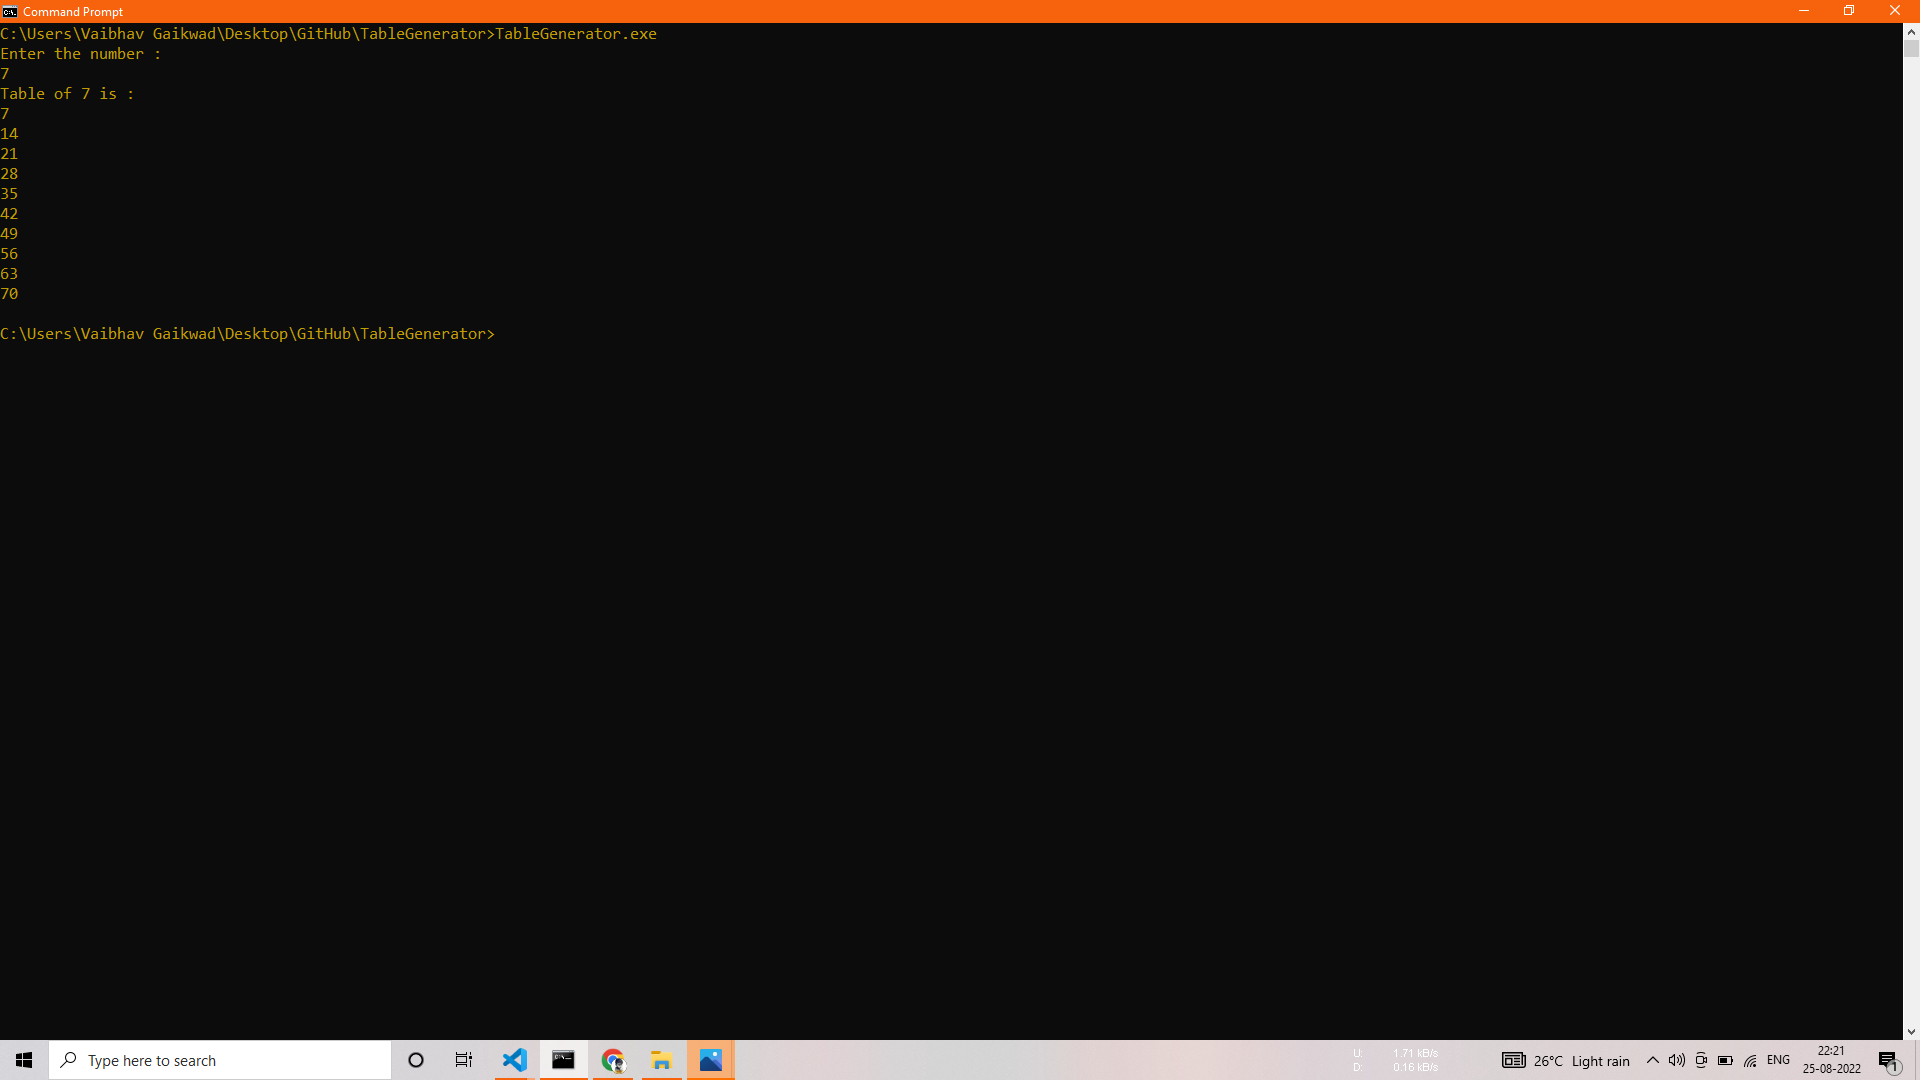 Command Prompt
C:\Users\Vaibhav Gaikwad\Desktop\GitHub\TableGenerator>TableGenerator.exe
Enter the number :
7
Table of 7 is :
7
14
21
28
35
42
49
56
63
70
C:\Users\Vaibhav Gaikwad\Desktop\GitHub\TableGenerator>
Type here to search
U: 1.71 kB/s
D: 0.16 kB/s
26°C Light rain
ENG
22:21
25-08-2022
1